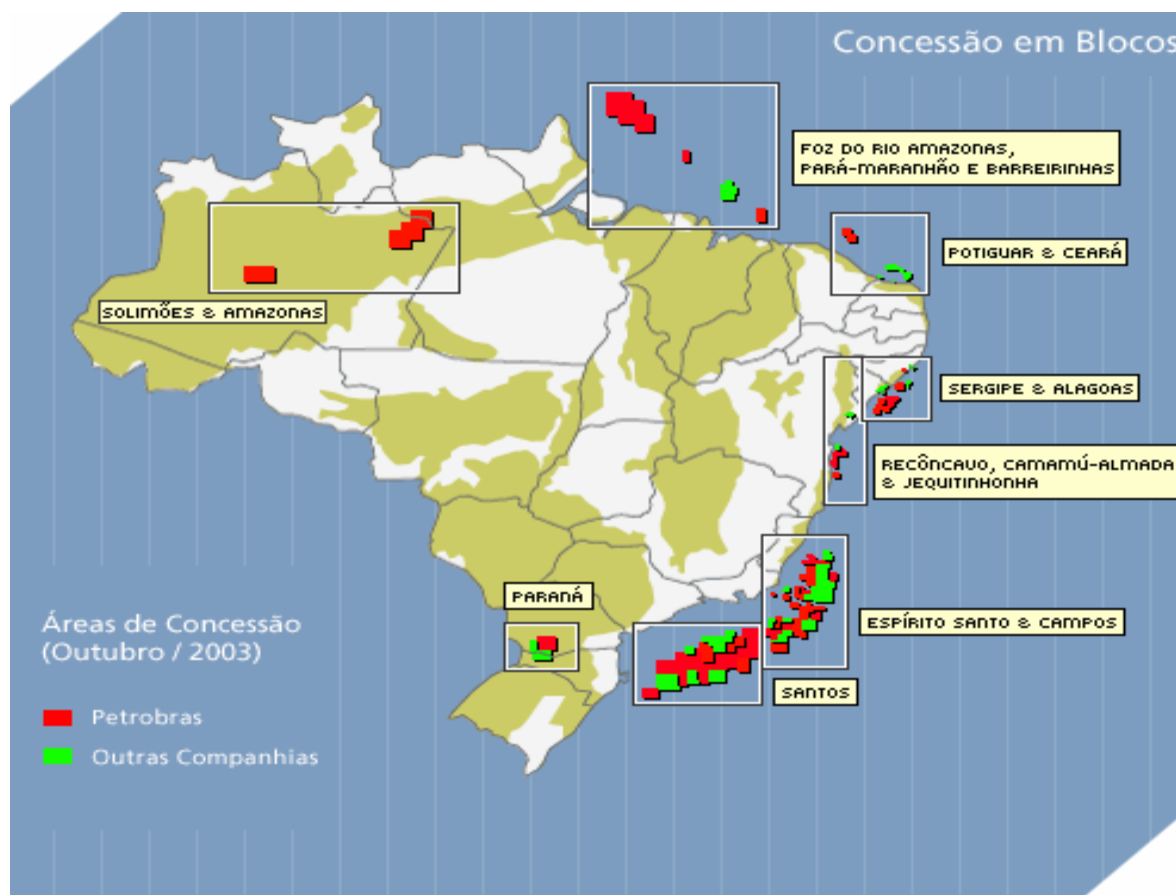 Concessão em Blocos
FOZ DO RIO AMAZONAS,
PARÁ-MARANHÃO E BARREIRINHAS
POTIGUAR & CEARÁ
SOLIMÕES & AMAZONAS
SERGIPE & ALAGOAS
RECÔNCAVO, CAMAMÚ-ALMADA
& JEQUITINHONHA
PARANÁ
ESPÍRITO SANTO & CAMPOS
SANTOS
Áreas de Concessão
(Outubro / 2003)
Petrobras
Outras Companhias